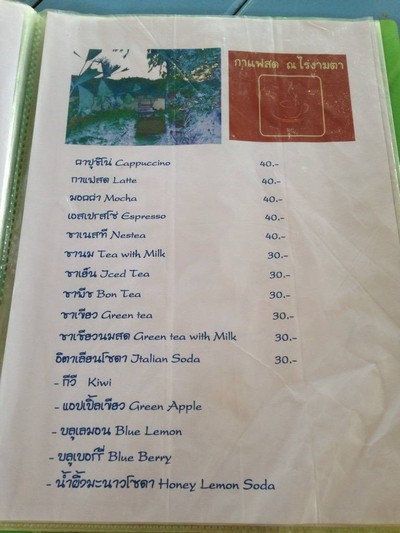 กาแฟสด ณ ไร่งามตา
คาปูชิโน่ Cappuccino 40.-
กาแฟสด Latte 40.-
มอคค่า Mocha 40.-
เอสเปรสโซ่ Espresso 40.-
ชาเนสที Nestea 40.-
ชานม Tea with Milk 30.-
ชาเย็น Iced Tea 30.-
ชาพีช Bon Tea 30.-
ชาเขียว Green tea 30.-
ชาเขียวนมสด Green tea with Milk 30.-
อิตาเลียนโซดา Italian Soda 30.-
- กีวี Kiwi
- แอปเปิ้ลเขียว Green Apple
- บลูเลมอน Blue Lemon
- บลูเบอร์รี่ Blue Berry
- น้ำผึ้งมะนาวโซดา Honey Lemon Soda